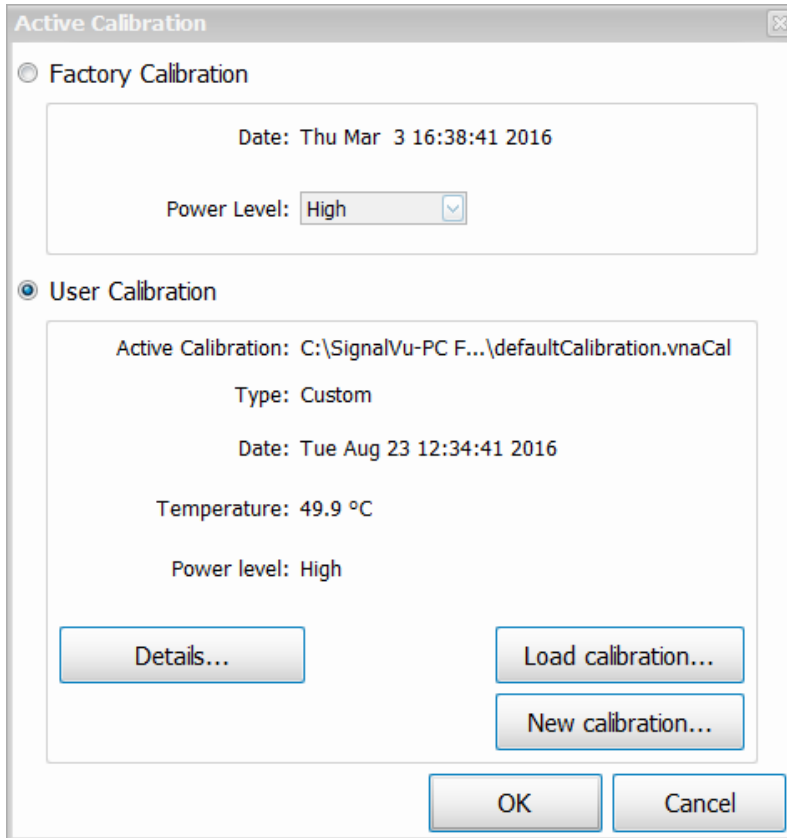 Active Calibration
Factory Calibration
Date: Thu Mar  3 16:38:41 2016
Power Level: High
User Calibration
Active Calibration: C:\SignalVu-PC F...\defaultCalibration.vnaCal
Type: Custom
Date: Tue Aug 23 12:34:41 2016
Temperature: 49.9 ºC
Power level: High
Details... Load calibration...
New calibration...
OK Cancel